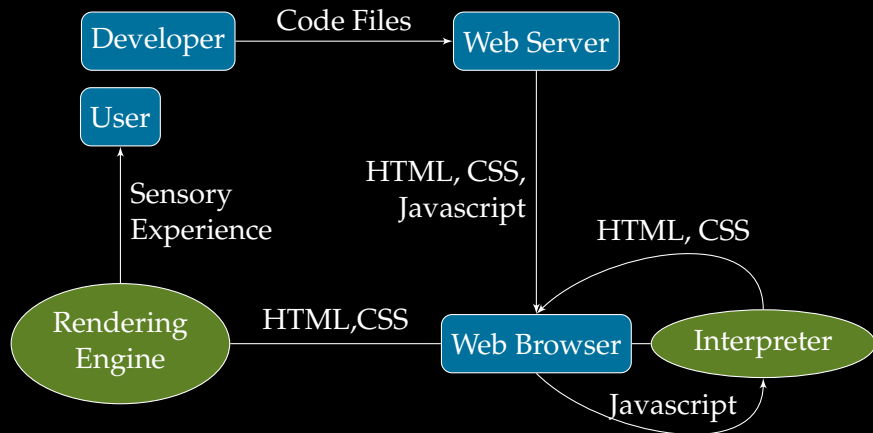 Developer
Code Files
Web Server
User
HTML, CSS,
Javascript
Sensory
Experience
HTML, CSS
Rendering
Engine
HTML,CSS
Web Browser
Interpreter
Javascript